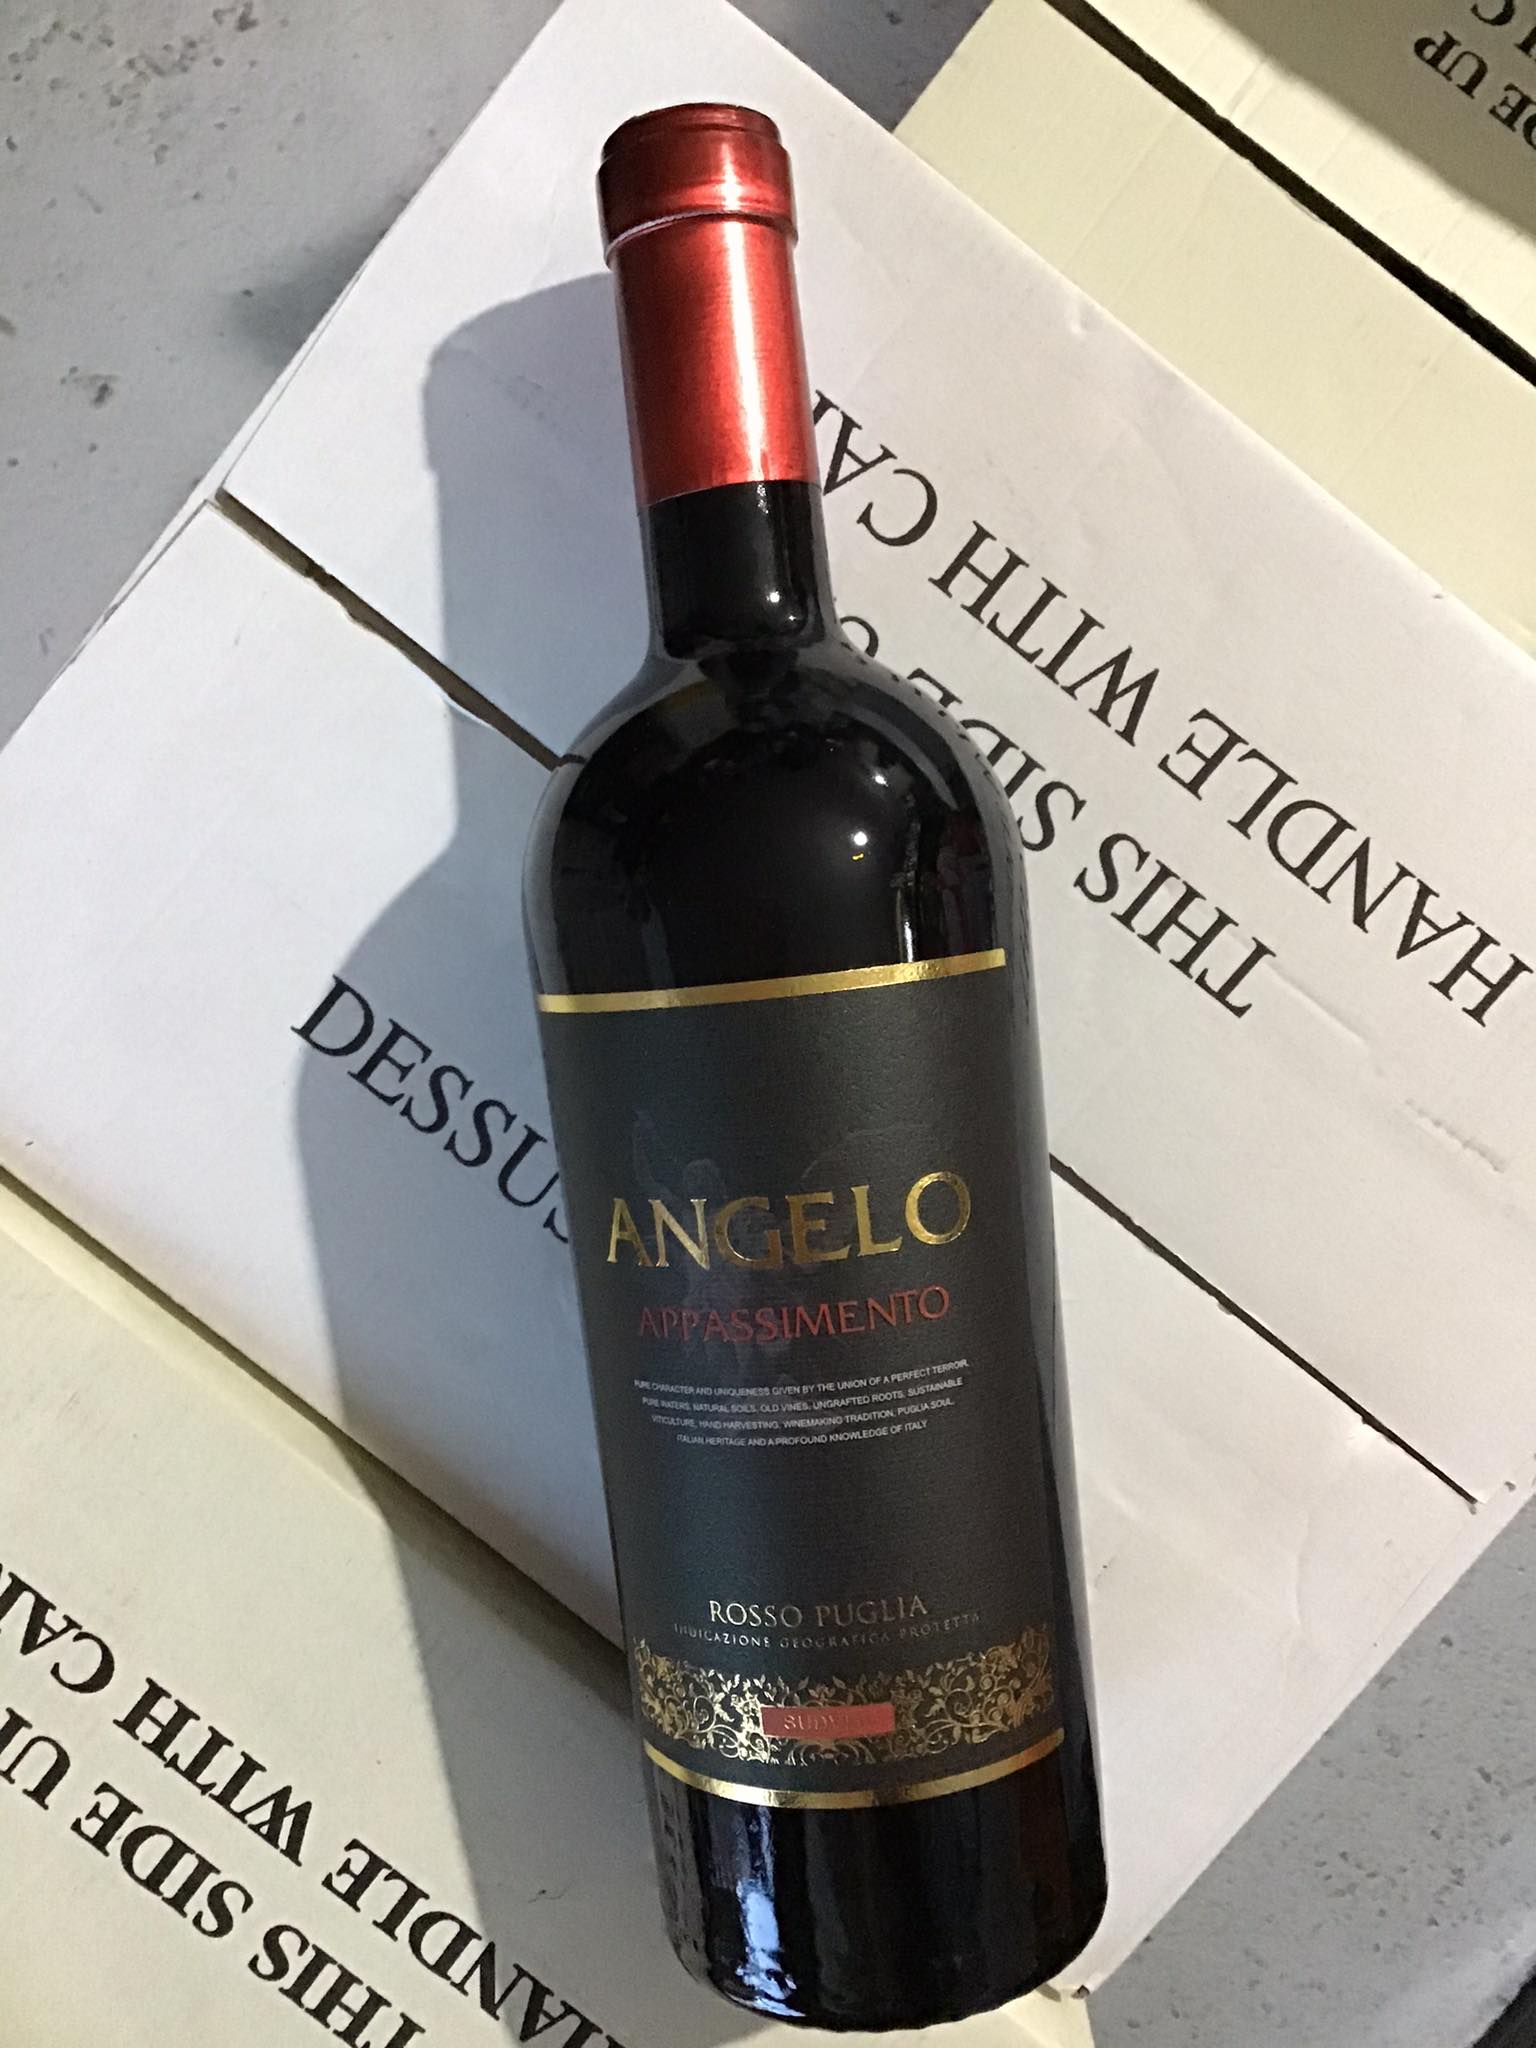 ANGELO
APPASSIMENTO
PURE CHARACTER AND UNIQUENESS GIVEN BY THE UNION OF A PERFECT TERROIR,
PURE WATERS, NATURAL SOILS, OLD VINES, UNGRAFTED ROOTS, SUSTAINABLE
VITICULTURE, HAND HARVESTING, WINEMAKING TRADITION, PUGLIA SOUL,
ITALIAN HERITAGE AND A PROFOUND KNOWLEDGE OF ITALY
ROSSO PUGLIA
INDICAZIONE GEOGRAFICA PROTETTA
HANDLE WITH
THIS SIDE
DESSUS
THIS SIDE
HANDLE WITH
UP